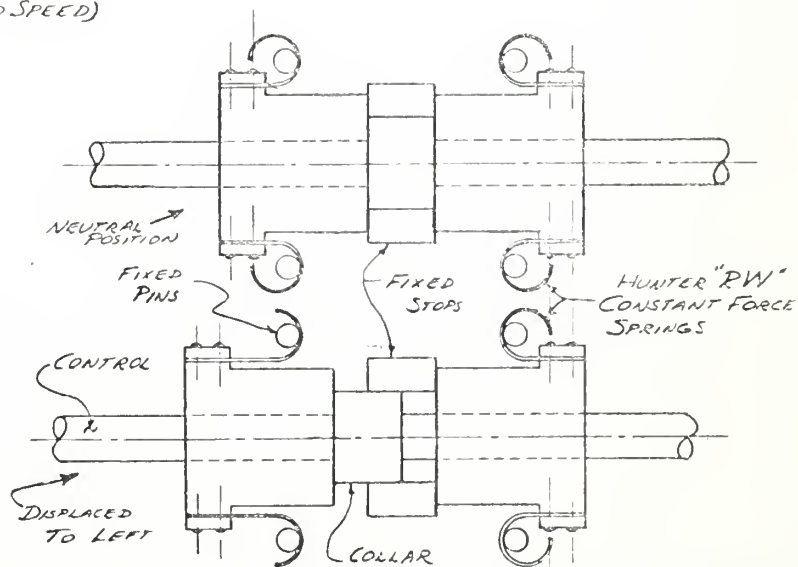 SPEED)
NEUTRAL
POSITION
FIXED
PINS
FIXED
STOPS
HUNTER "RW"
CONSTANT FORCE
SPRINGS
CONTROL
DISPLACED
TO LEFT
COLLAR